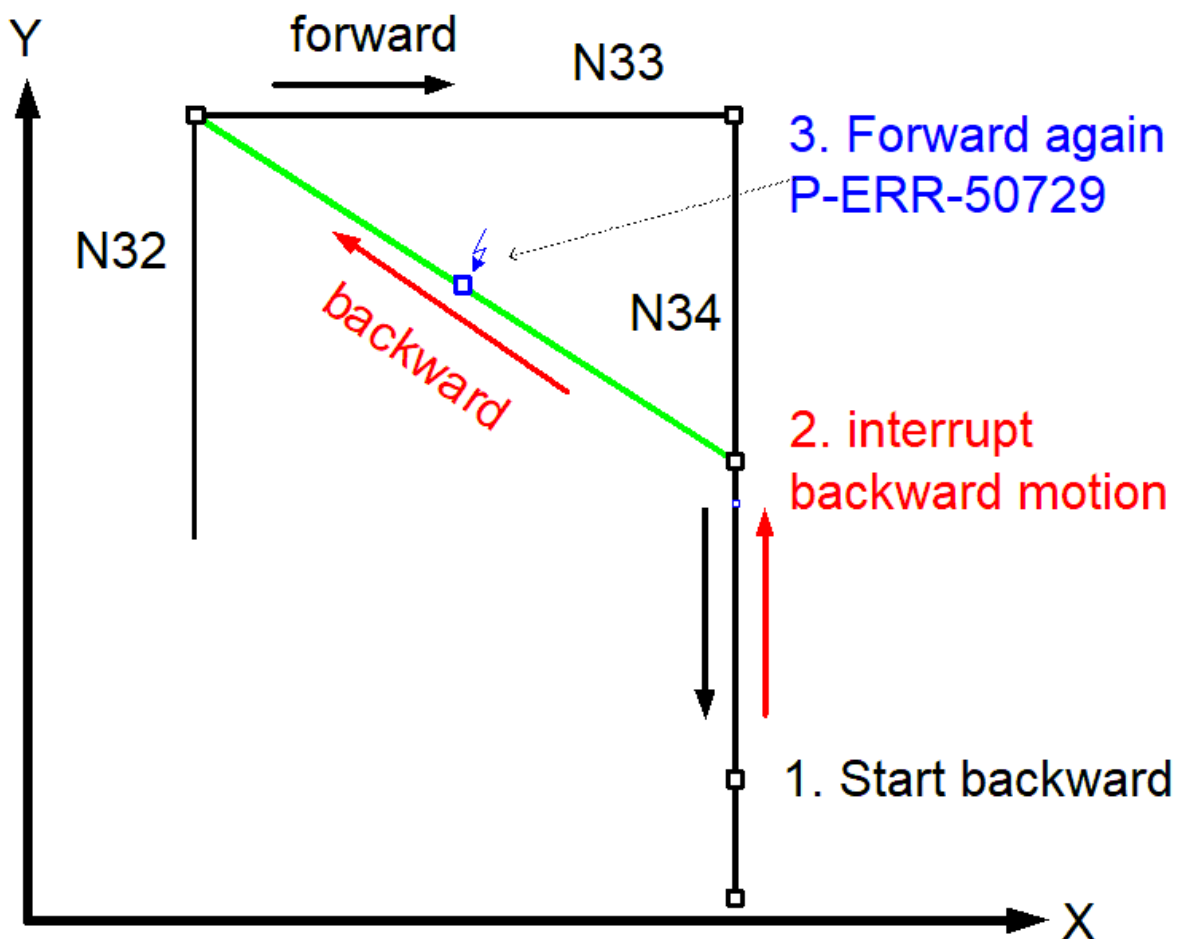 Y
forward
N33
3. Forward again
P-ERR-50729
N32
backward
N34
2. interrupt
backward motion
1. Start backward
X